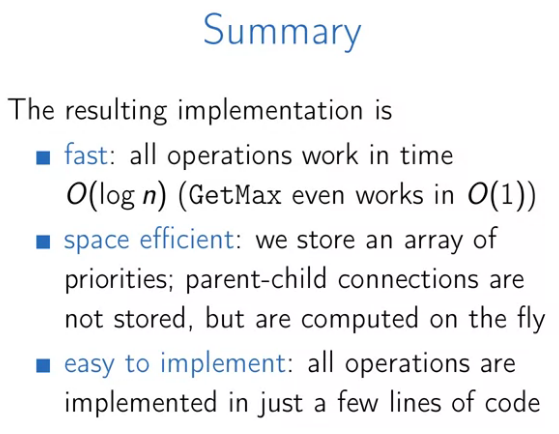 Summary
The resulting implementation is
■ fast: all operations work in time
O(log n) (GetMax even works in O(1))
■ space efficient: we store an array of
priorities; parent-child connections are
not stored, but are computed on the fly
■ easy to implement: all operations are
implemented in just a few lines of code